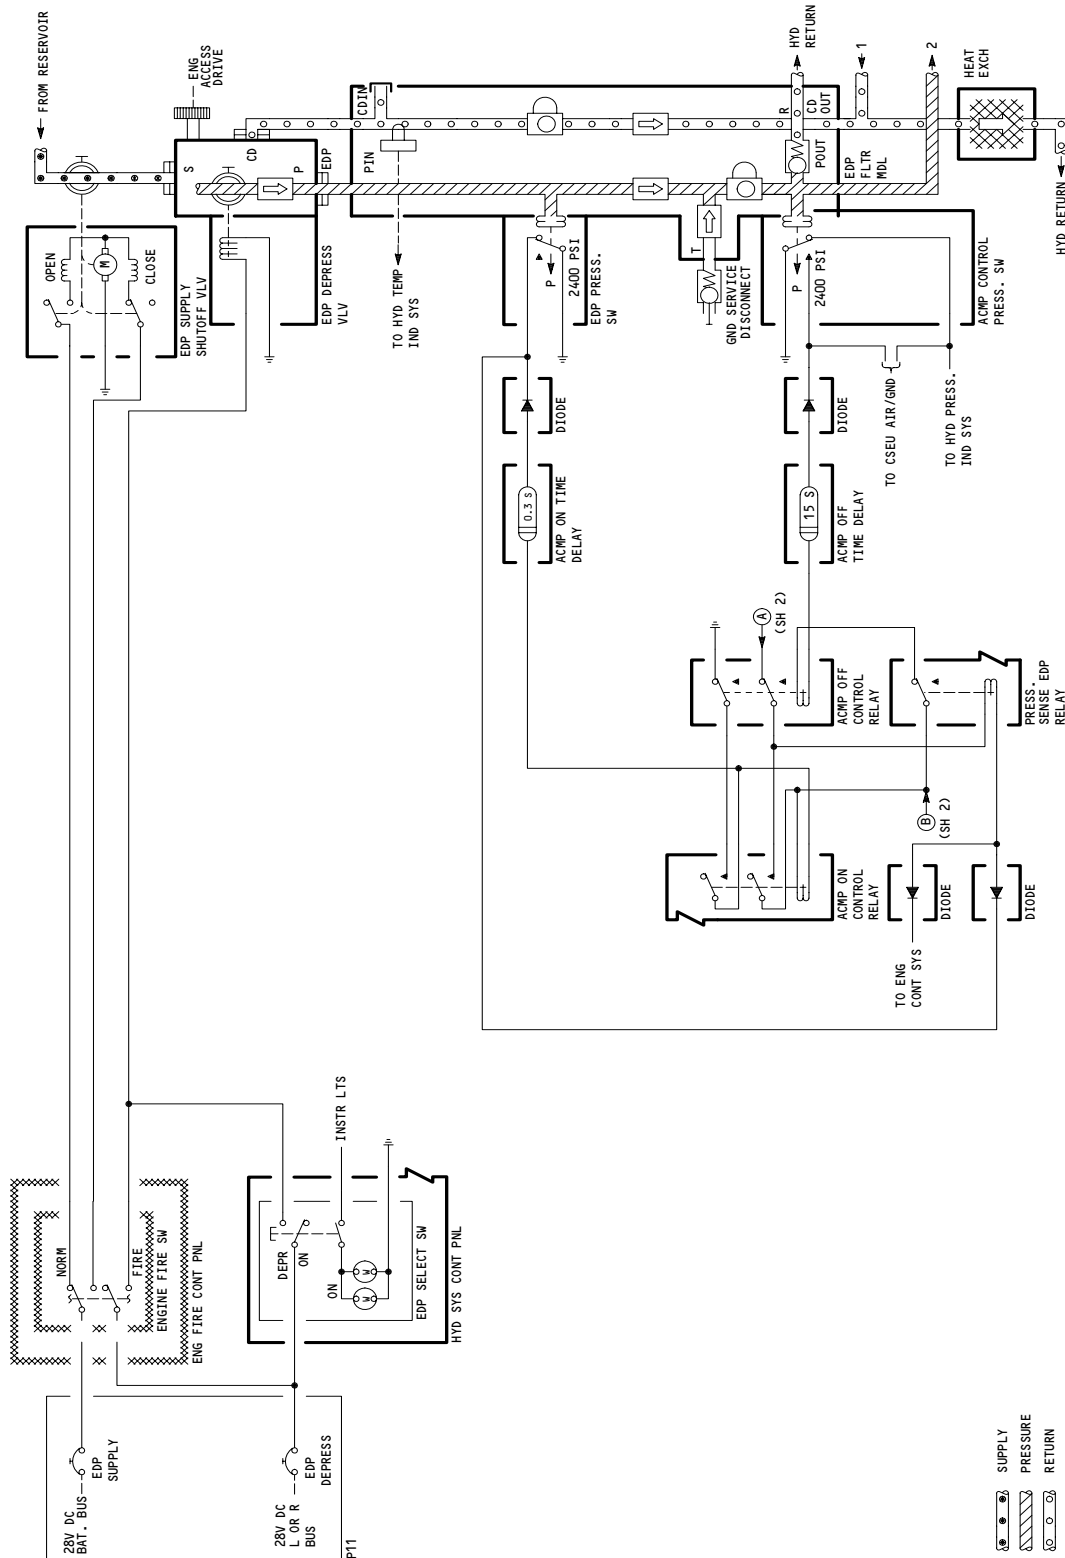 FROM RESERVOIR
ENG
ACCESS
DRIVE
HYD
RETURN
1
2
HEAT
EXCH
CDIN
CD
S
P
EDP
PIN
R
CD
OUT
POUT
EDP
FLTR
MDL
HYD RETURN
OPEN
M
CLOSE
EDP SUPPLY
SHUTOFF VLV
EDP DEPRESS
VLV
TO HYD TEMP
IND SYS
P
2400 PSI
EDP PRESS.
SW
T
GND SERVICE
DISCONNECT
P
2400 PSI
ACMP CONTROL
PRESS. SW
DIODE
DIODE
TO CSEU AIR/GND
TO HYD PRESS.
IND SYS
0.3 S
ACMP ON TIME
DELAY
15 S
ACMP OFF
TIME DELAY
A
(SH 2)
ACMP OFF
CONTROL
RELAY
PRESS.
SENSE EDP
RELAY
B
(SH 2)
ACMP ON
CONTROL
RELAY
DIODE
DIODE
TO ENG
CONT SYS
NORM
FIRE
ENGINE FIRE SW
ENG FIRE CONT PNL
INSTR LTS
DEPR
ON
ON
W
W
EDP SELECT SW
HYD SYS CONT PNL
28V DC
BAT. BUS
EDP
SUPPLY
28V DC
L OR R
BUS
EDP
DEPRESS
P11
SUPPLY
PRESSURE
RETURN